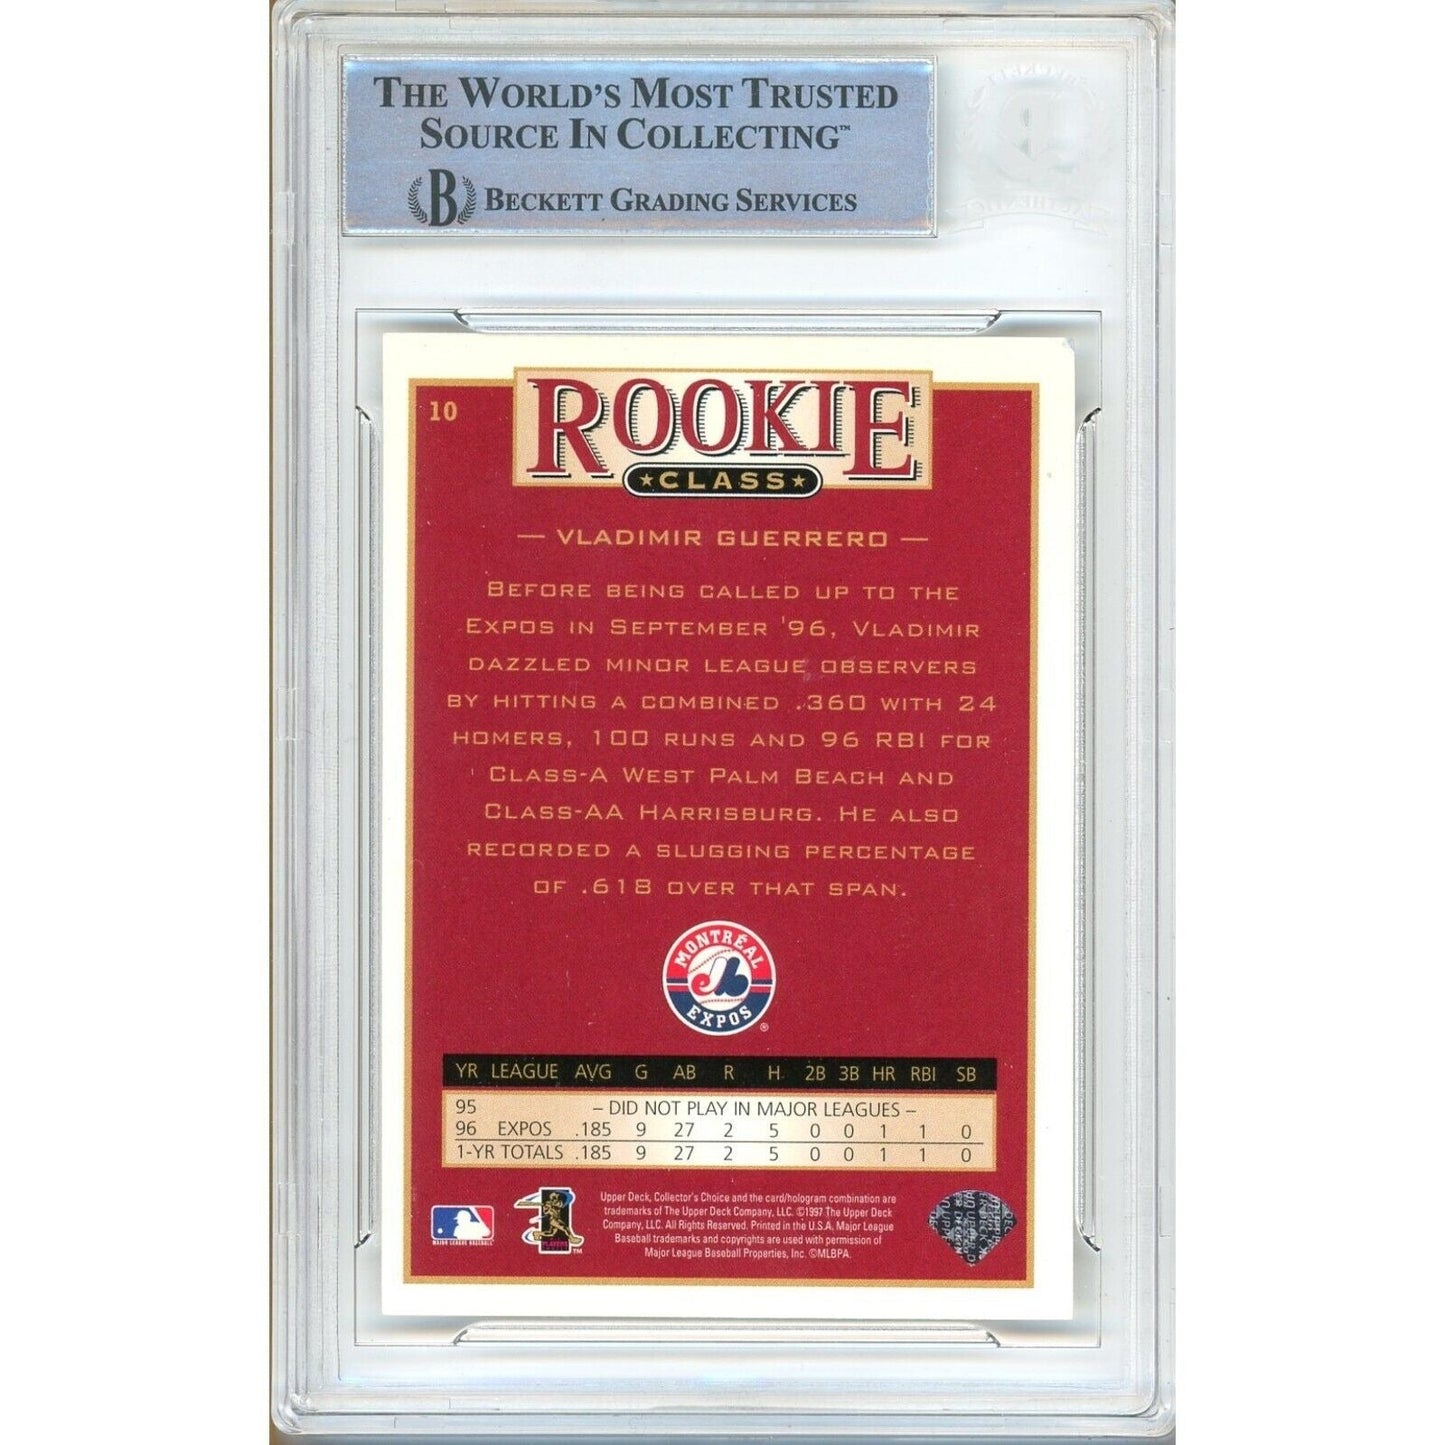 THE WORLD'S MOST TRUSTED
SOURCE IN COLLECTING™
B BECKETT GRADING SERVICES
10
ROOKIE
★CLASS★
— VLADIMIR GUERRERO —
BEFORE BEING CALLED UP TO THE
EXPOS IN SEPTEMBER '96, VLADIMIR
DAZZLED MINOR LEAGUE OBSERVERS
BY HITTING A COMBINED .360 WITH 24
HOMERS, 100 RUNS AND 96 RBI FOR
CLASS-A WEST PALM BEACH AND
CLASS-AA HARRISBURG. HE ALSO
RECORDED A SLUGGING PERCENTAGE
OF .618 OVER THAT SPAN.
MONTRÉAL
EXPOS ®
YR LEAGUE AVG G AB R H 2B 3B HR RBI SB
95 – DID NOT PLAY IN MAJOR LEAGUES –
96 EXPOS .185 9 27 2 5 0 0 1 1 0
1-YR TOTALS .185 9 27 2 5 0 0 1 1 0
Upper Deck, Collector's Choice and the card/hologram combination are
trademarks of The Upper Deck Company, LLC. ©1997 The Upper Deck
Company, LLC. All Rights Reserved. Printed in the U.S.A. Major League
Baseball trademarks and copyrights are used with permission of
Major League Baseball Properties, Inc. ©MLBPA.
MAJOR LEAGUE BASEBALL
PLAYERS
™